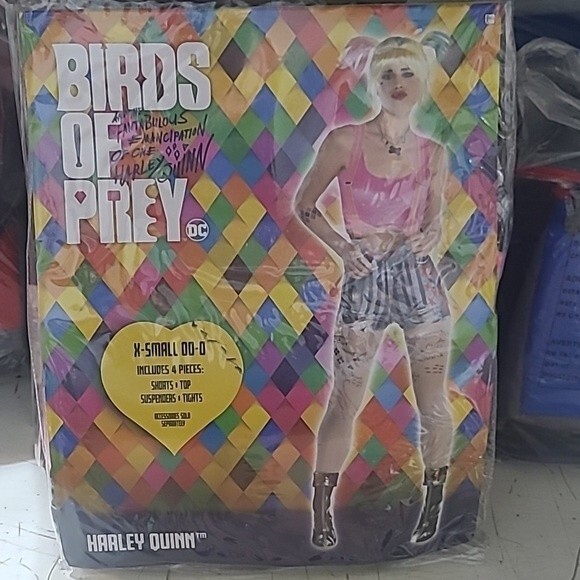 BIRDS
OF
PREY
AND THE
FANTABULOUS
EMANCIPATION
OF ONE
HARLEY QUINN
DC
X-SMALL 00-0
INCLUDES 4 PIECES:
SHORTS • TOP
SUSPENDERS • TIGHTS
ACCESSORIES SOLD
SEPARATELY
HARLEY QUINN™